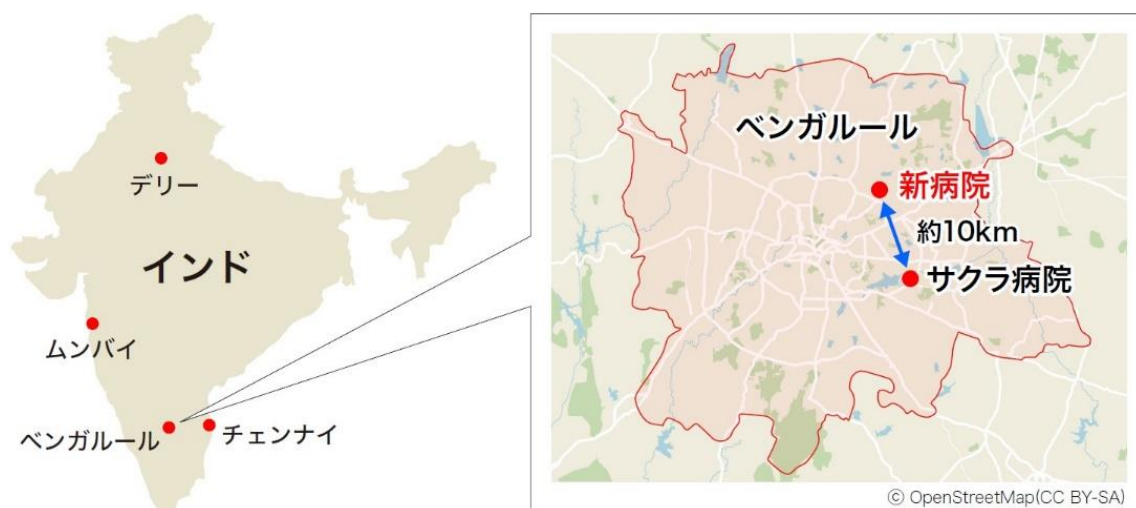 デリー
インド
ムンバイ
ベンガルール
チェンナイ
ベンガルール
新病院
約10km
サクラ病院
© OpenStreetMap(CC BY-SA)